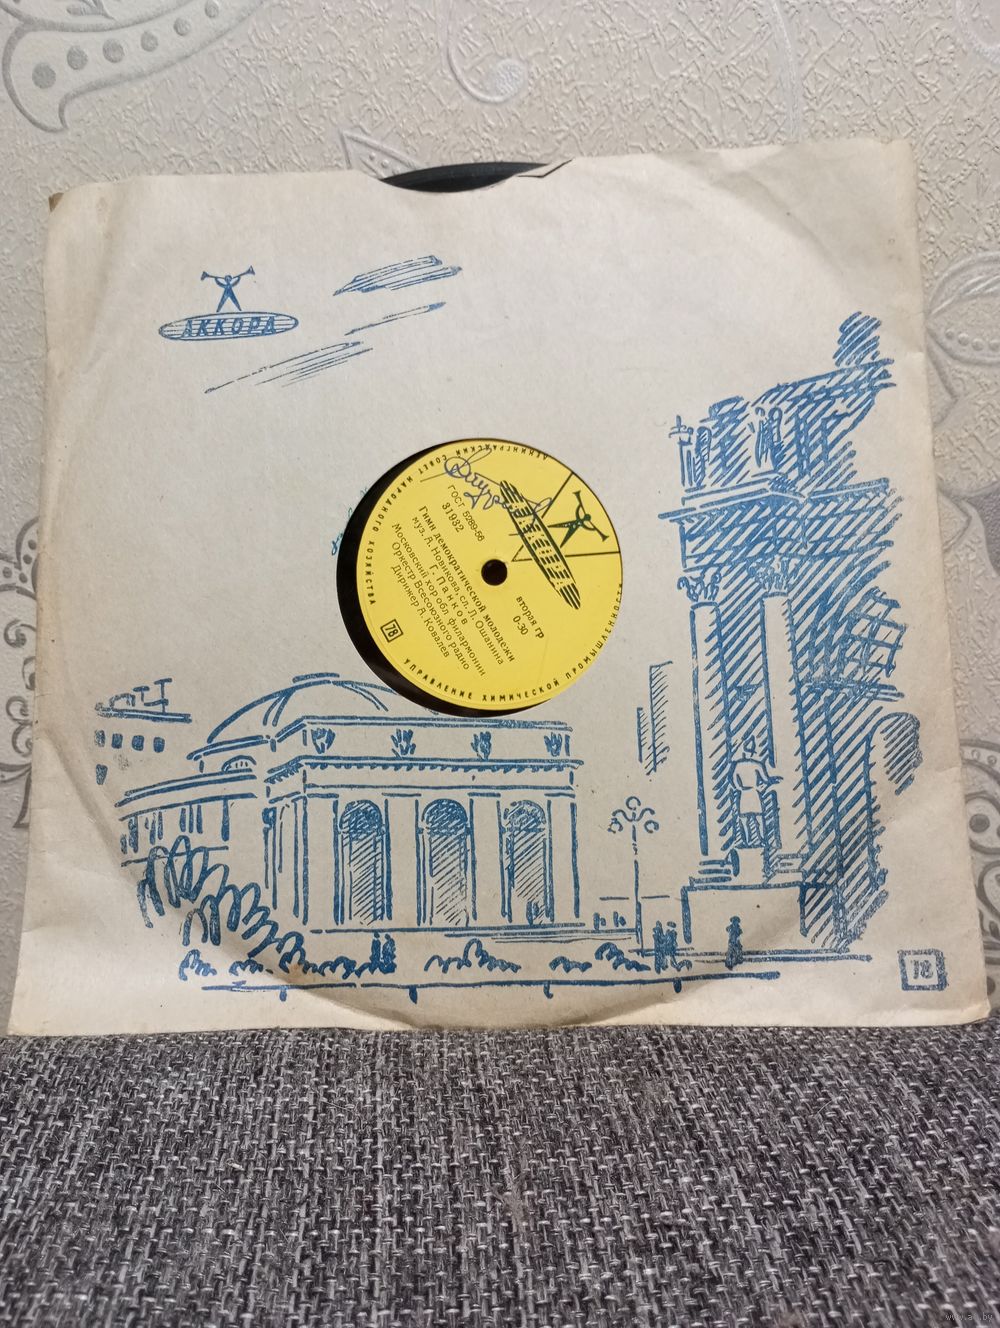 АККОРД
ЛЕНИНГРАДСКИЙ СОВЕТ НАРОДНОГО ХОЗЯЙСТВА
УПРАВЛЕНИЕ ХИМИЧЕСКОЙ ПРОМЫШЛЕННОСТИ
ГОСТ 5289-56
31932
вторая гр
0-30
Гимн демократической молодежи
муз. А. Новикова, сл. Л. Ошанина
Г. Панков
Московский хор обл. филармонии
Оркестр Всесоюзного радио
Дирижер А. Ковалев
78
78